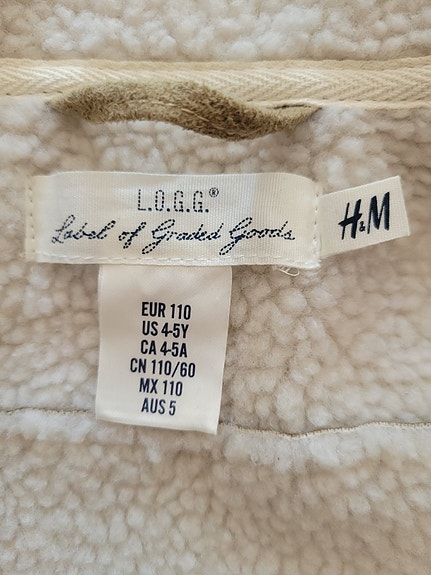 L.O.G.G.®
Label of Graded Goods
H&M
EUR 110
US 4-5Y
CA 4-5A
CN 110/60
MX 110
AUS 5